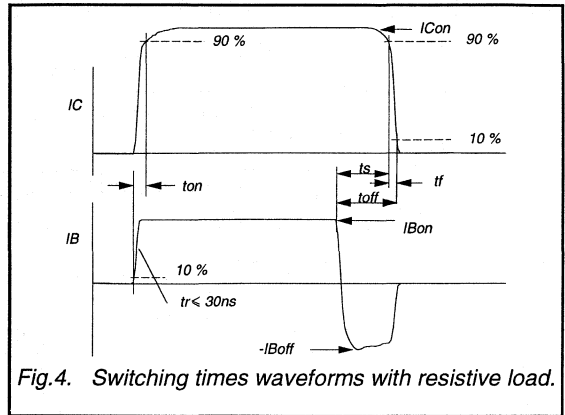 ICon
90 %
90 %
IC
10 %
ts
ton
tf
toff
IB
IBon
10 %
tr⩽ 30ns
-IBoff
Fig.4. Switching times waveforms with resistive load.